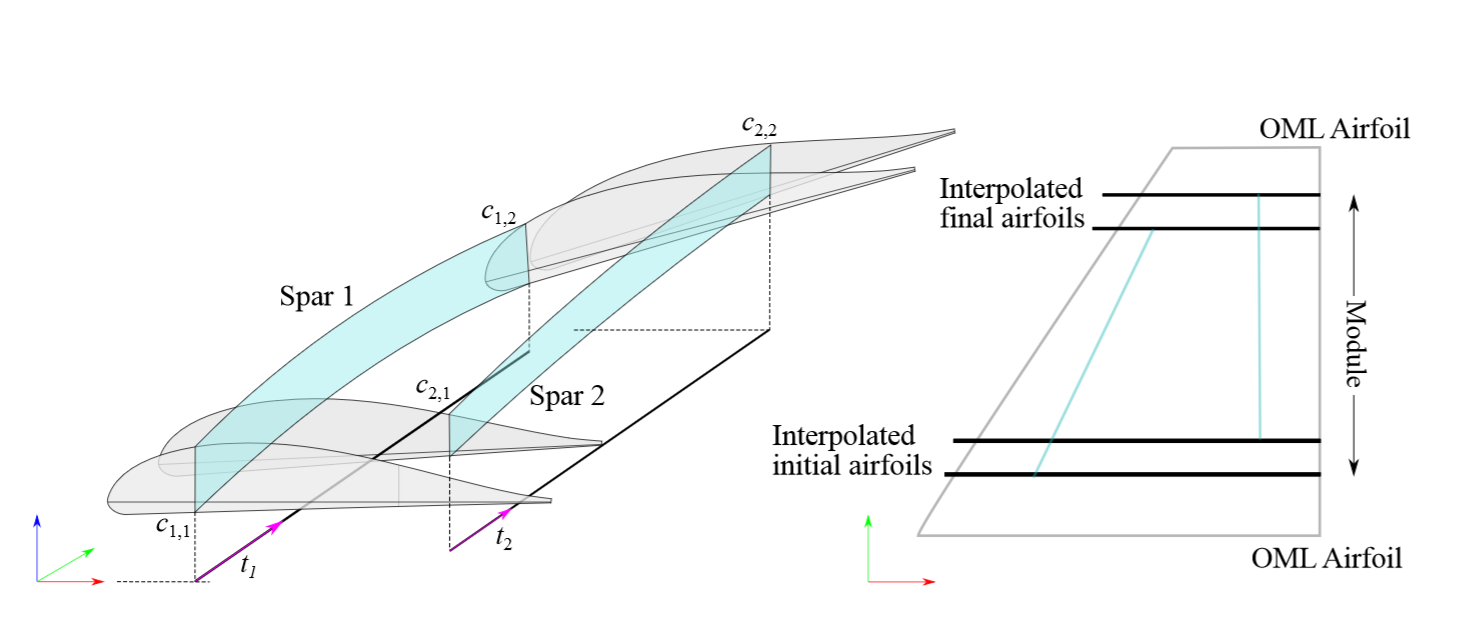 c2,2
c1,2
Spar 1
c2,1
Spar 2
c1,1
t1
t2
OML Airfoil
Interpolated
final airfoils
Module
Interpolated
initial airfoils
OML Airfoil